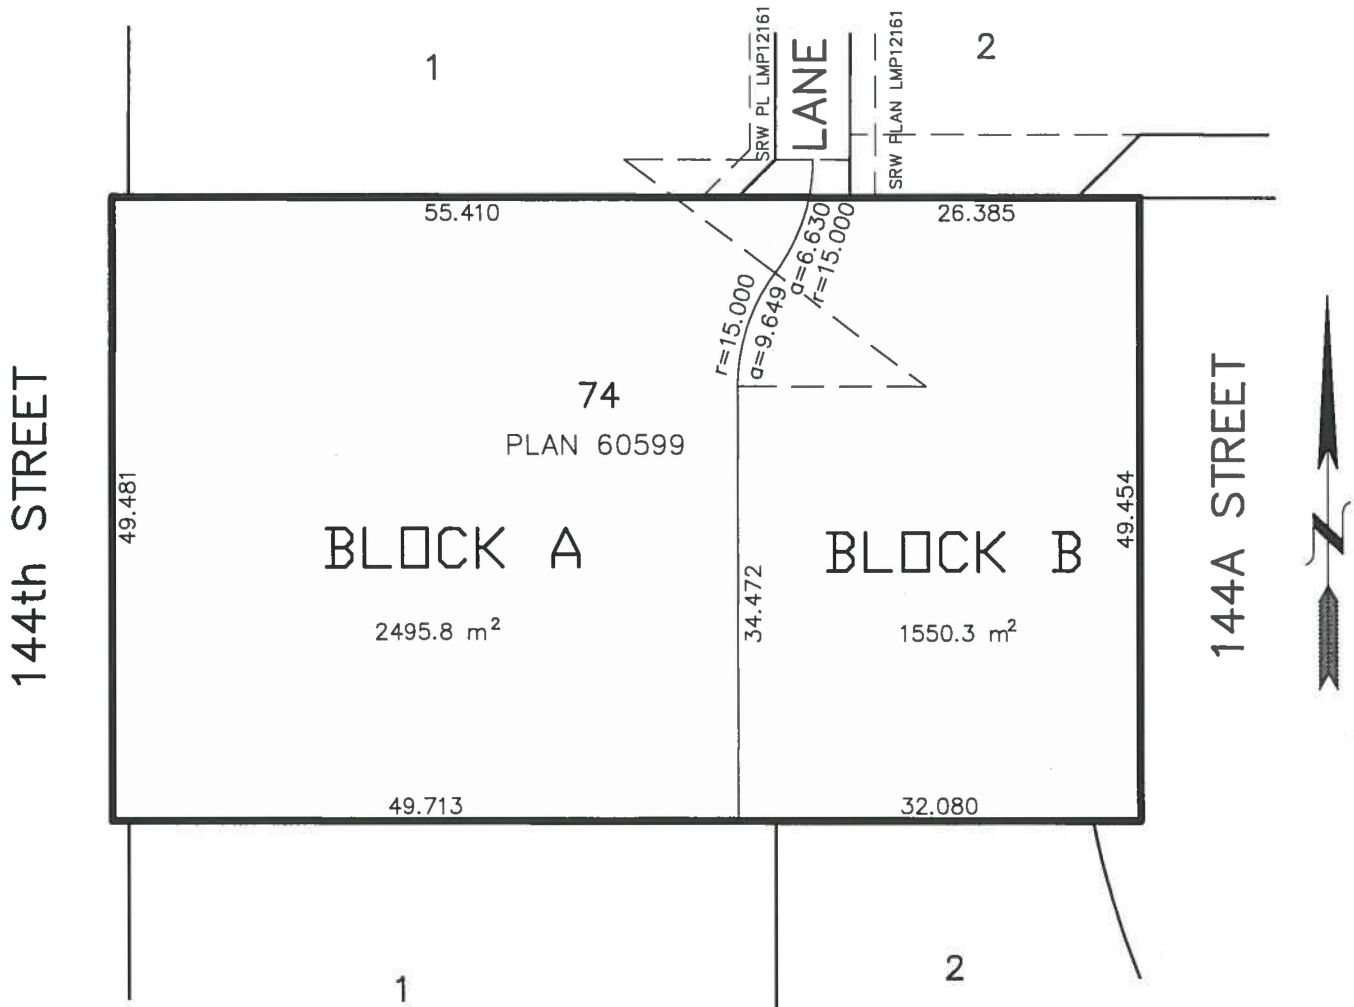 1
SRW PL LMP12161
LANE
SRW PLAN LMP12161
2
55.410
26.385
a=6.630
r=15.000
r=15.000
a=9.649
74
PLAN 60599
144th STREET
49.481
BLOCK A
2495.8 m²
34.472
BLOCK B
1550.3 m²
49.454
144A STREET
N
49.713
32.080
1
2